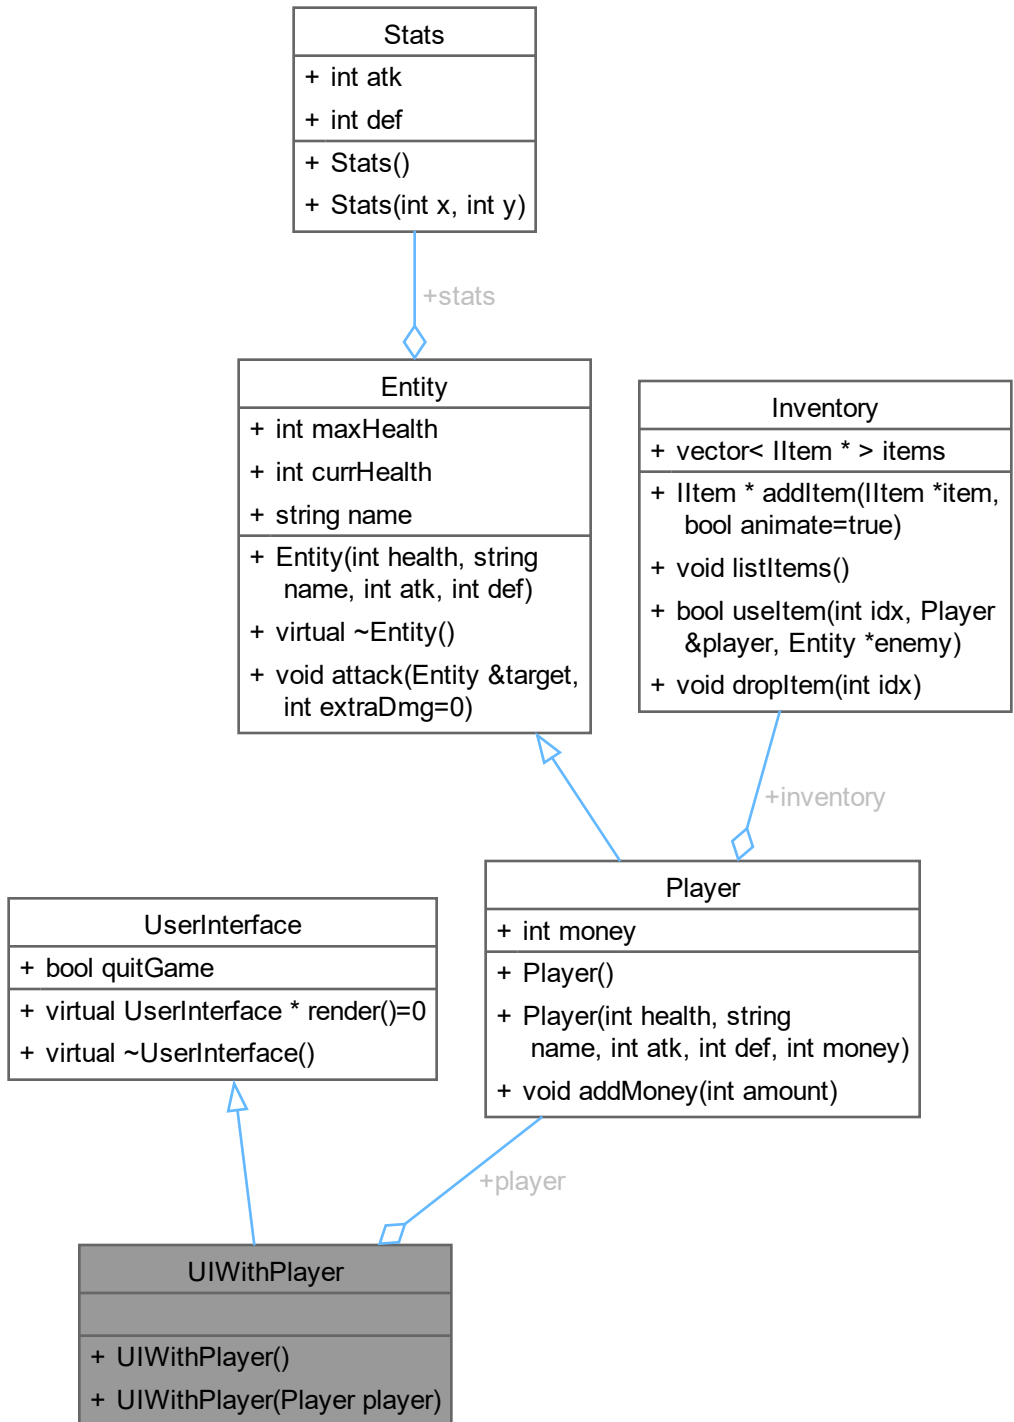 Stats
+ int atk
+ int def
+ Stats()
+ Stats(int x, int y)
+stats
Entity
+ int maxHealth
+ int currHealth
+ string name
+ Entity(int health, string
name, int atk, int def)
+ virtual ~Entity()
+ void attack(Entity &target,
int extraDmg=0)
Inventory
+ vector< IItem * > items
+ IItem * addItem(IItem *item,
bool animate=true)
+ void listItems()
+ bool useItem(int idx, Player
&player, Entity *enemy)
+ void dropItem(int idx)
+inventory
Player
+ int money
+ Player()
+ Player(int health, string
name, int atk, int def, int money)
+ void addMoney(int amount)
UserInterface
+ bool quitGame
+ virtual UserInterface * render()=0
+ virtual ~UserInterface()
+player
UIWithPlayer
+ UIWithPlayer()
+ UIWithPlayer(Player player)